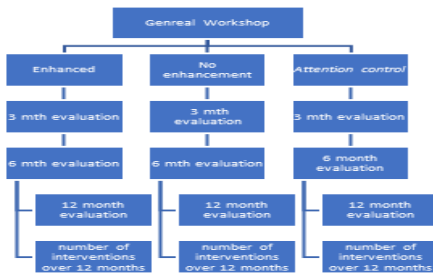 Genreal Workshop
Enhanced
No
enhancement
Attention control
3 mth evaluation
3 mth
evaluation
3 mth evaluation
6 mth evaluation
6 mth evaluation
6 month
evaluation
12 month
evaluation
12 month
evaluation
12 month
evaluation
number of
interventions
over 12 months
number of
interventions
over 12 months
number of
interventions
over 12 months